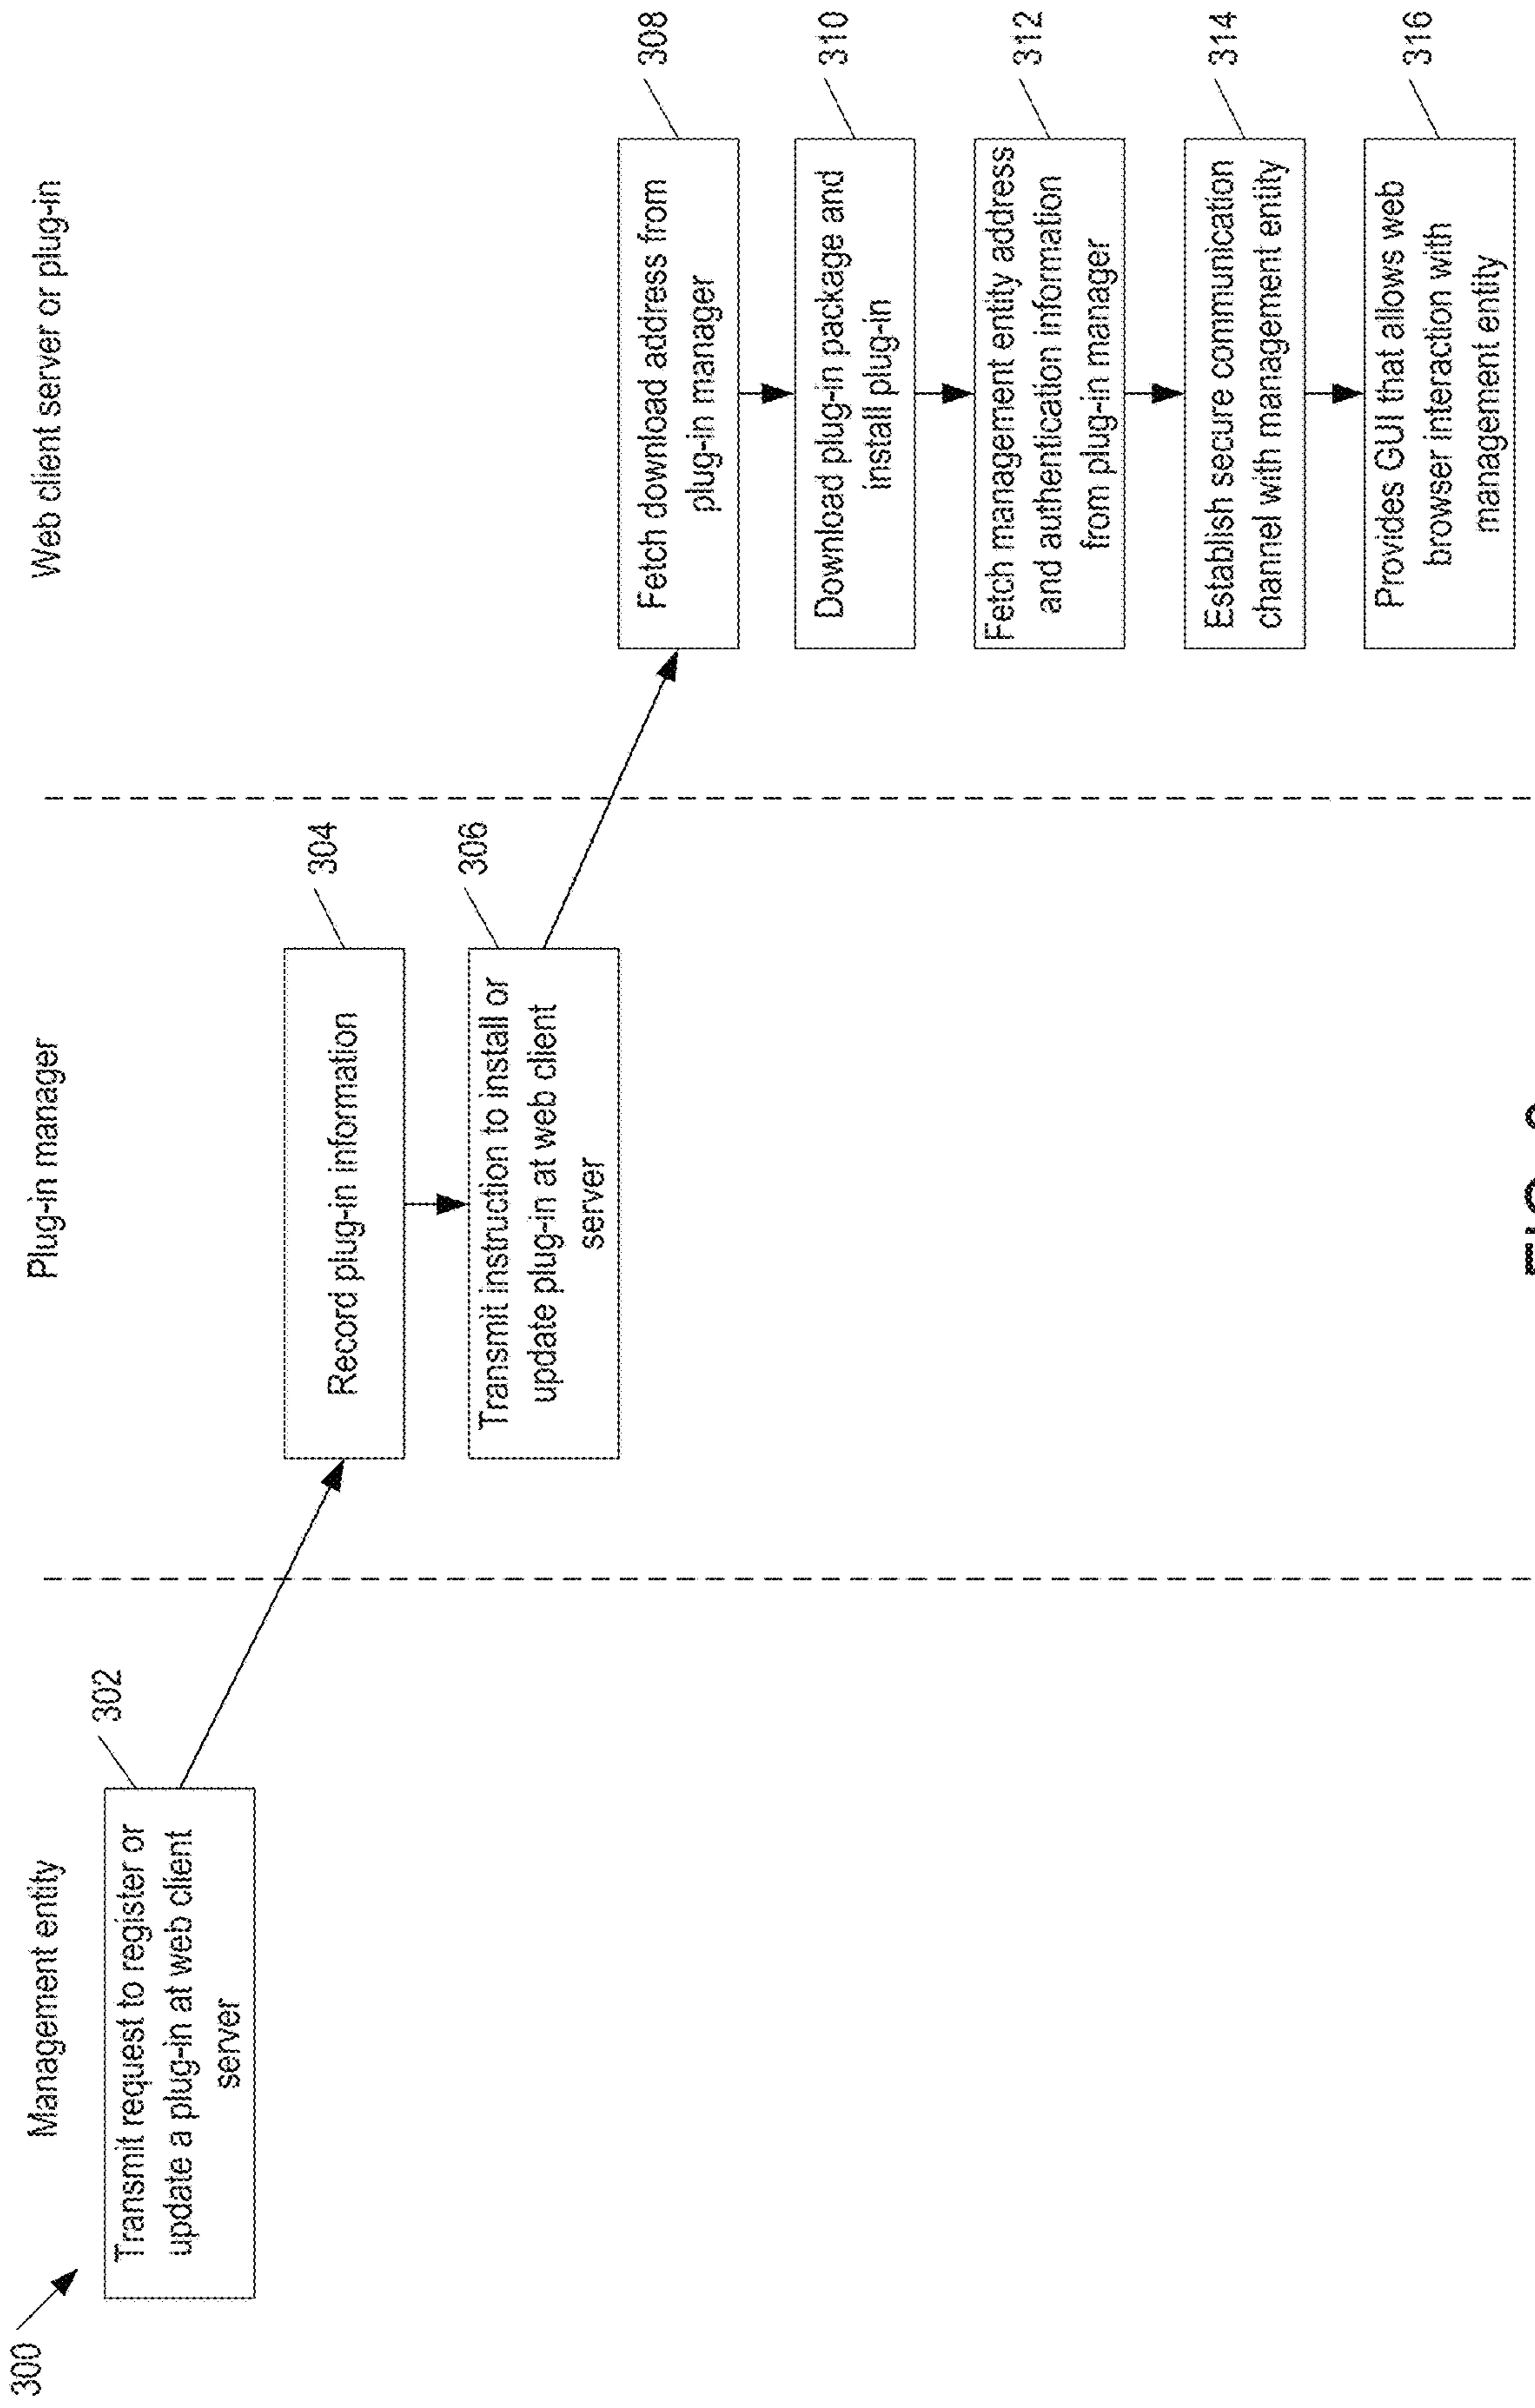 300
Management entity
Plug-in manager
Web client server or plug-in
302
Transmit request to register or
update a plug-in at web client
server
304
Record plug-in information
306
Transmit instruction to install or
update plug-in at web client
server
308
Fetch download address from
plug-in manager
310
Download plug-in package and
install plug-in
312
Fetch management entity address
and authentication information
from plug-in manager
314
Establish secure communication
channel with management entity
316
Provides GUI that allows web
browser interaction with
management entity